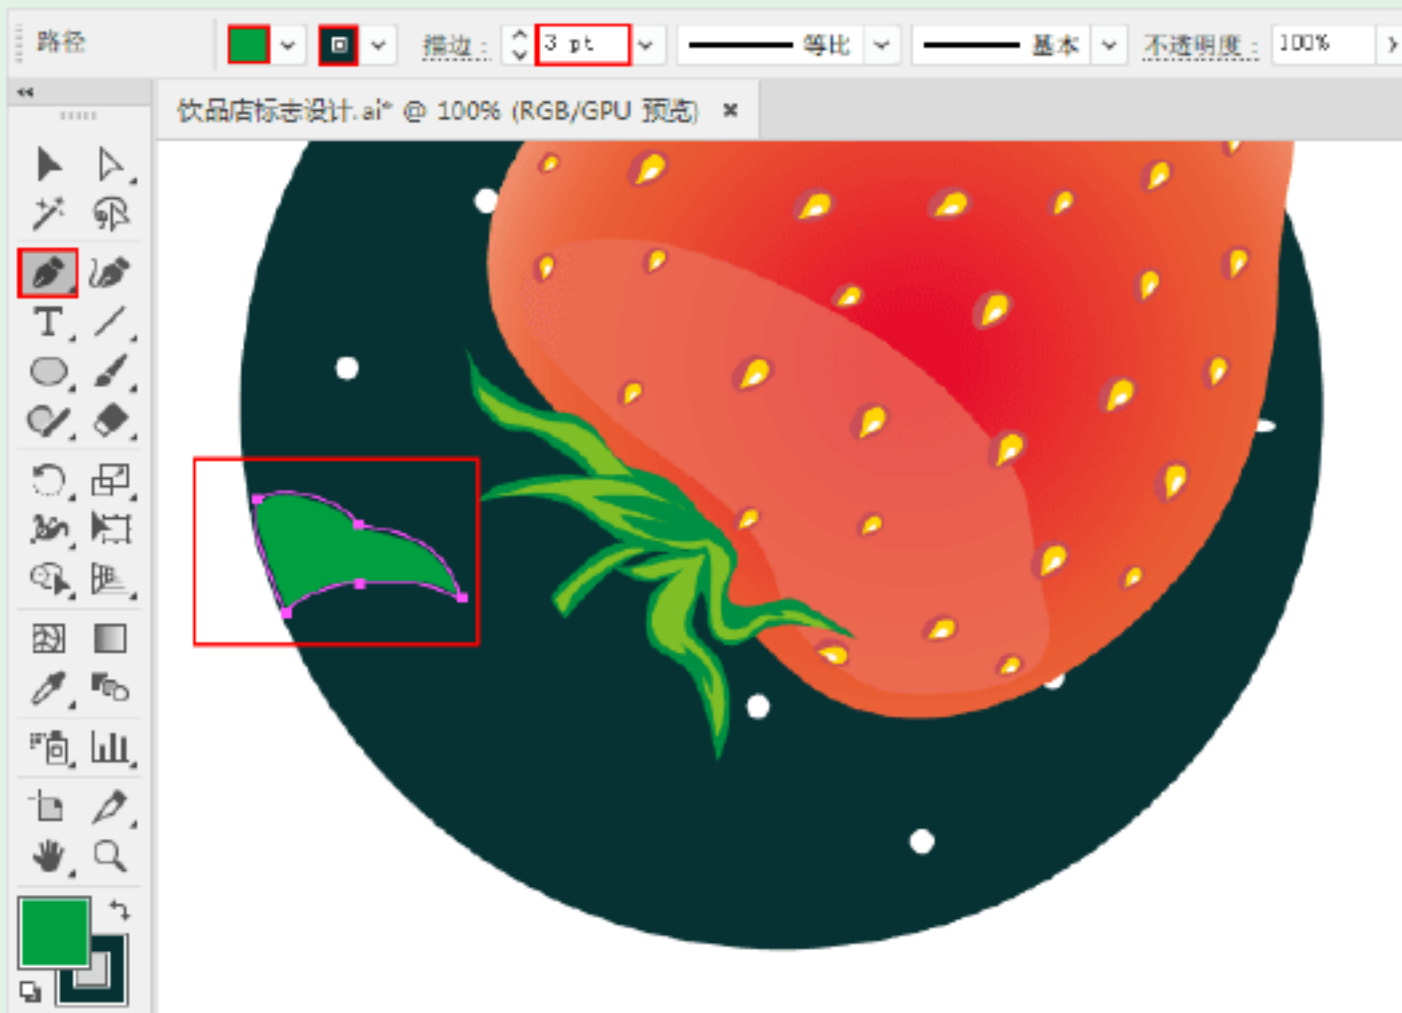 路径 描边： 3 pt 等比 基本 不透明度： 100%
饮品店标志设计.ai* @ 100% (RGB/GPU 预览) ×